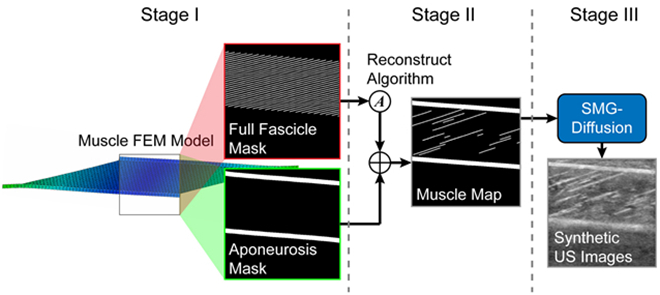 Stage I
Stage II
Stage III
Muscle FEM Model
Full Fascicle
Mask
Aponeurosis
Mask
Reconstruct
Algorithm
A
Muscle Map
SMG-
Diffusion
Synthetic
US Images